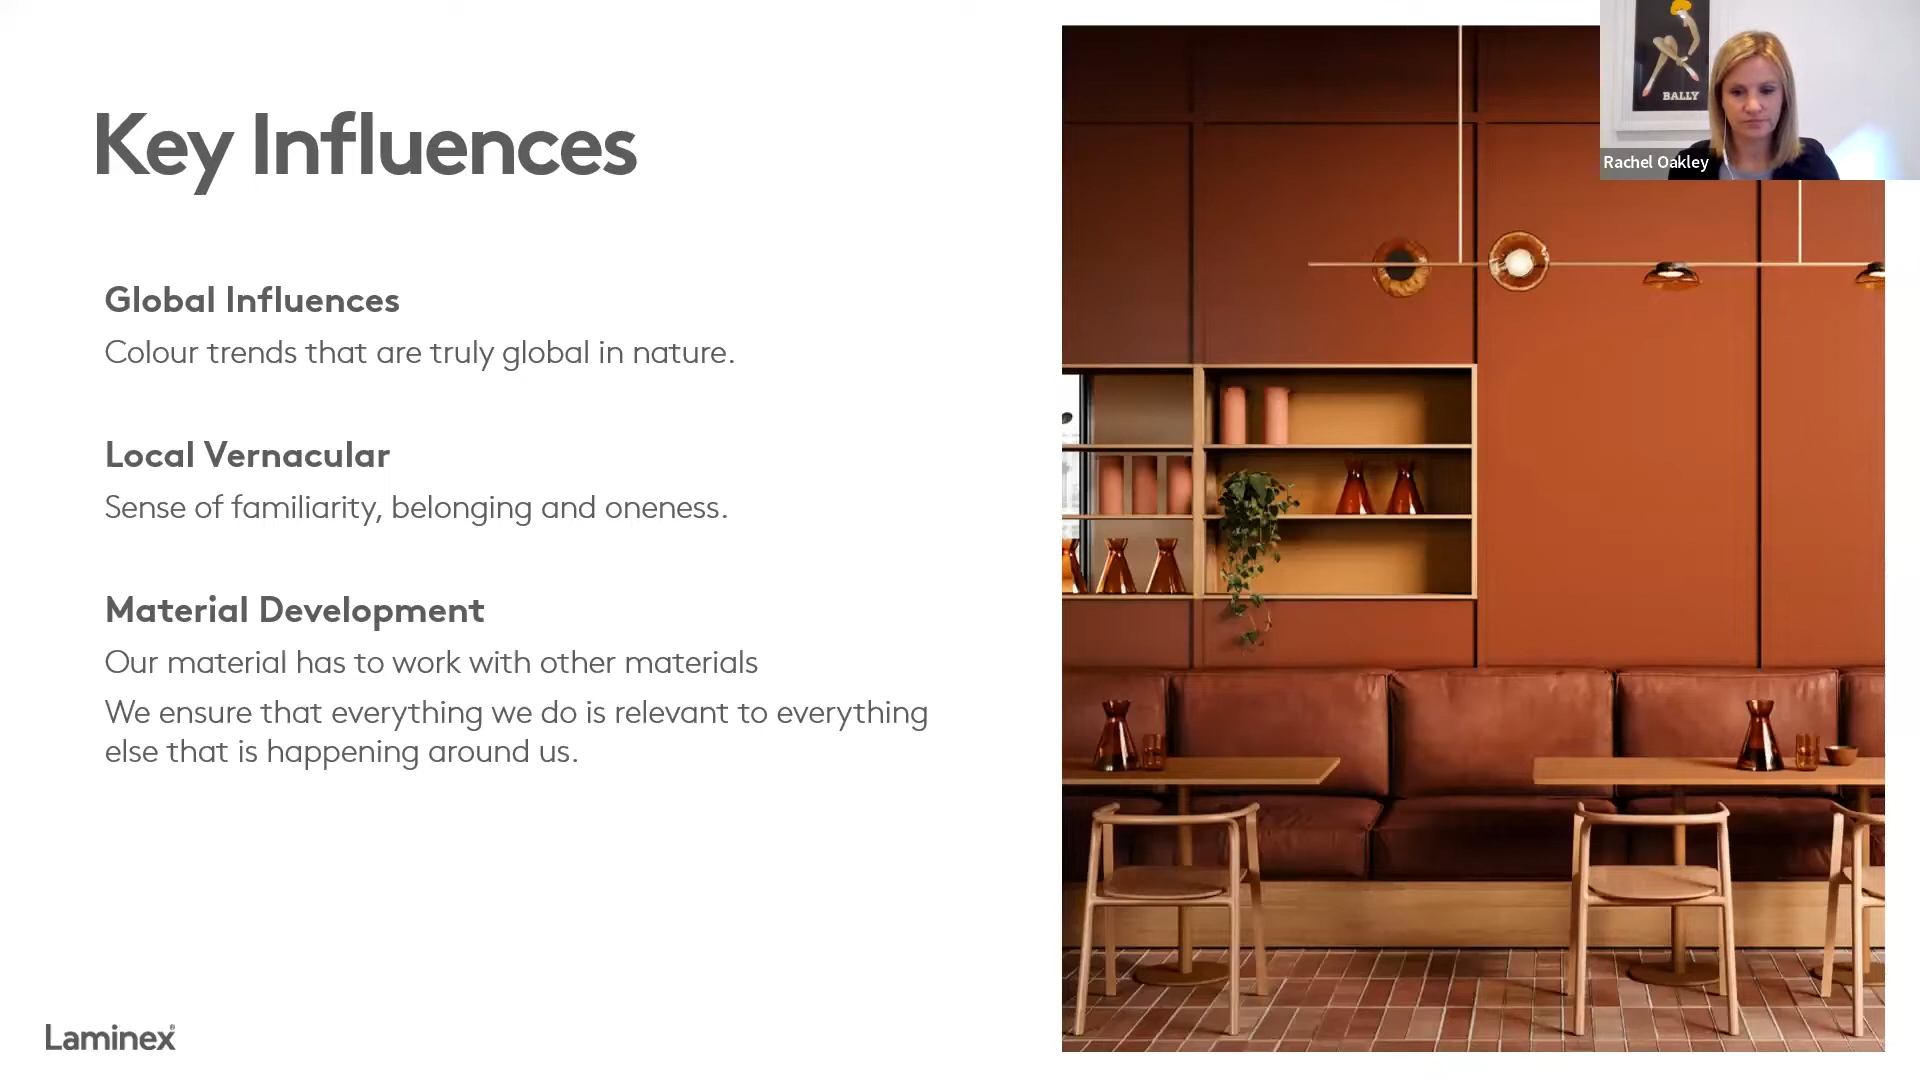 Key Influences
Global Influences
Colour trends that are truly global in nature.
Local Vernacular
Sense of familiarity, belonging and oneness.
Material Development
Our material has to work with other materials
We ensure that everything we do is relevant to everything
else that is happening around us.
Laminex®
BALLY
Rachel Oakley